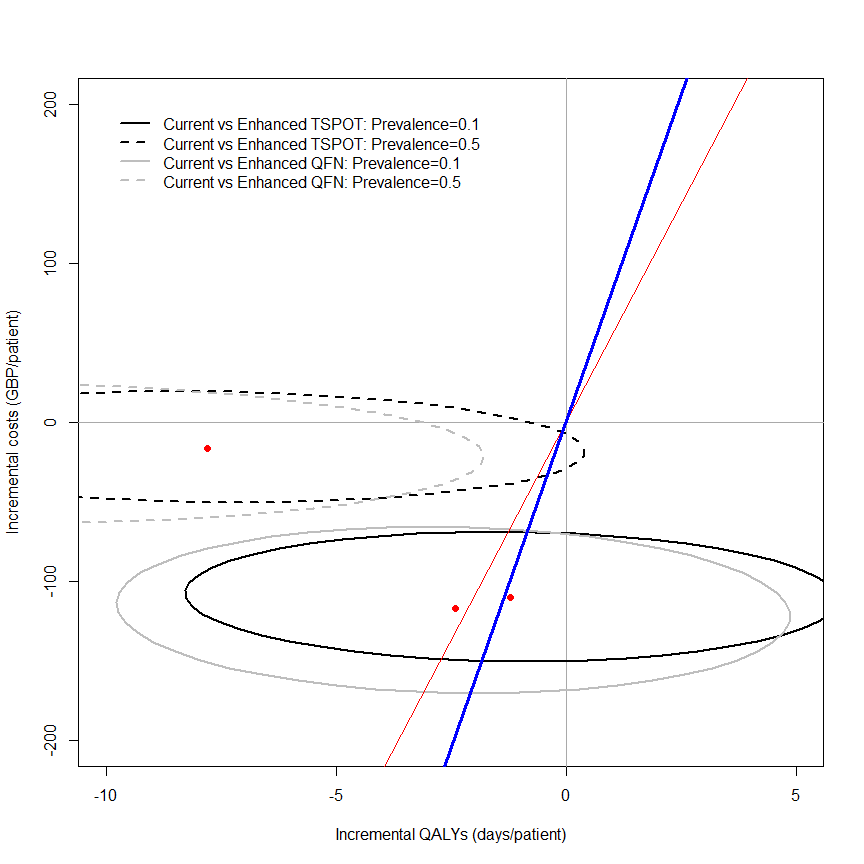 200
100
0
-100
-200
Incremental costs (GBP/patient)
Current vs Enhanced TSPOT: Prevalence=0.1
Current vs Enhanced TSPOT: Prevalence=0.5
Current vs Enhanced QFN: Prevalence=0.1
Current vs Enhanced QFN: Prevalence=0.5
-10
-5
0
5
Incremental QALYs (days/patient)